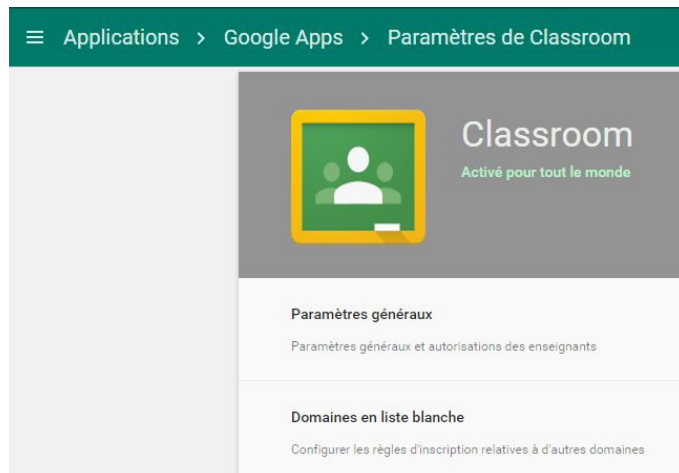 Applications > Google Apps > Paramètres de Classroom
Classroom
Activé pour tout le monde
Paramètres généraux
Paramètres généraux et autorisations des enseignants
Domaines en liste blanche
Configurer les règles d'inscription relatives à d'autres domaines